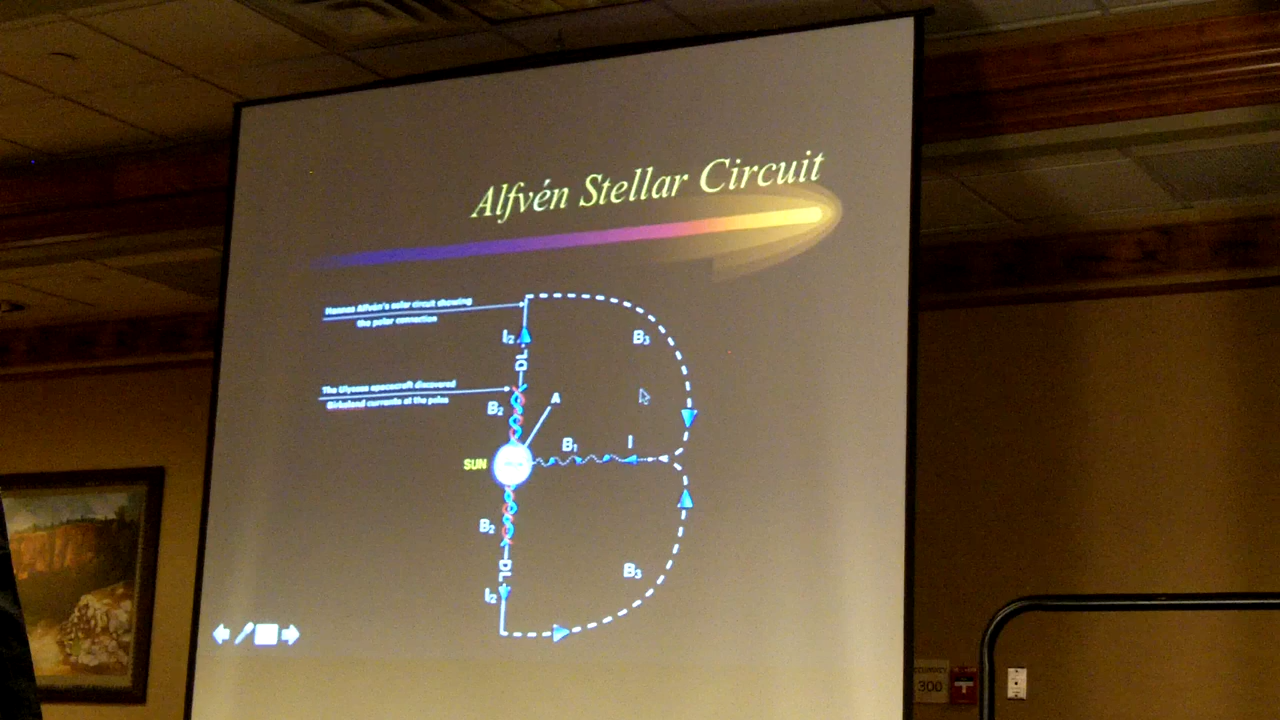 Alfvén Stellar Circuit
Hannes Alfvén's solar circuit showing
the polar connection
I2
DL
B3
The Ulysses spacecraft discovered
Birkeland currents at the poles
B2
A
B1
I
SUN
B2
DL
B3
I2
300